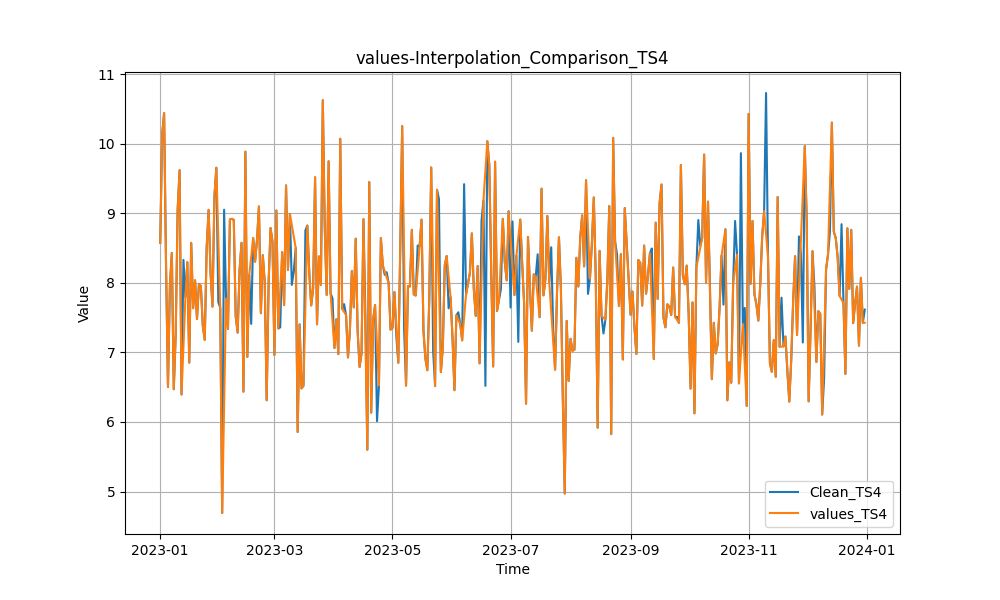 values-Interpolation_Comparison_TS4
11
10
9
8
7
6
5
Value
2023-01
2023-03
2023-05
2023-07
2023-09
2023-11
2024-01
Time
Clean_TS4
values_TS4